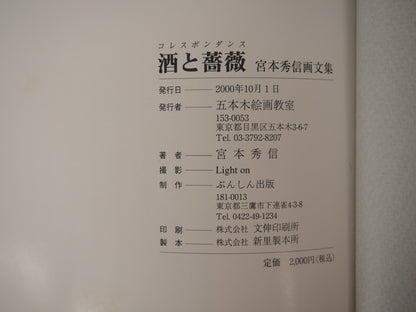 コレスポンダンス
酒と薔薇 宮本秀信画文集
発行日 2000年10月1日
発行者 五本木絵画教室
153-0053
東京都目黒区五本木3-6-7
Tel. 03-3792-8207
著者 宮本秀信
撮影 Light on
制作 ぶんしん出版
181-0013
東京都三鷹市下連雀4-3-8
Tel. 0422-49-1234
印刷 株式会社 文伸印刷所
製本 株式会社 新里製本所
定価 2,000円(税込)